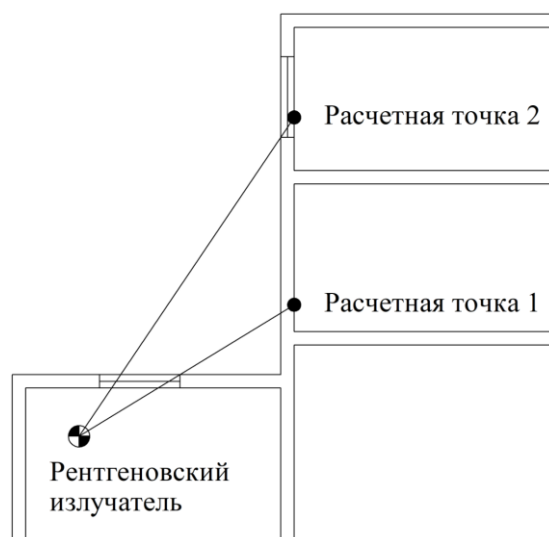 Расчетная точка 2
Расчетная точка 1
Рентгеновский
излучатель